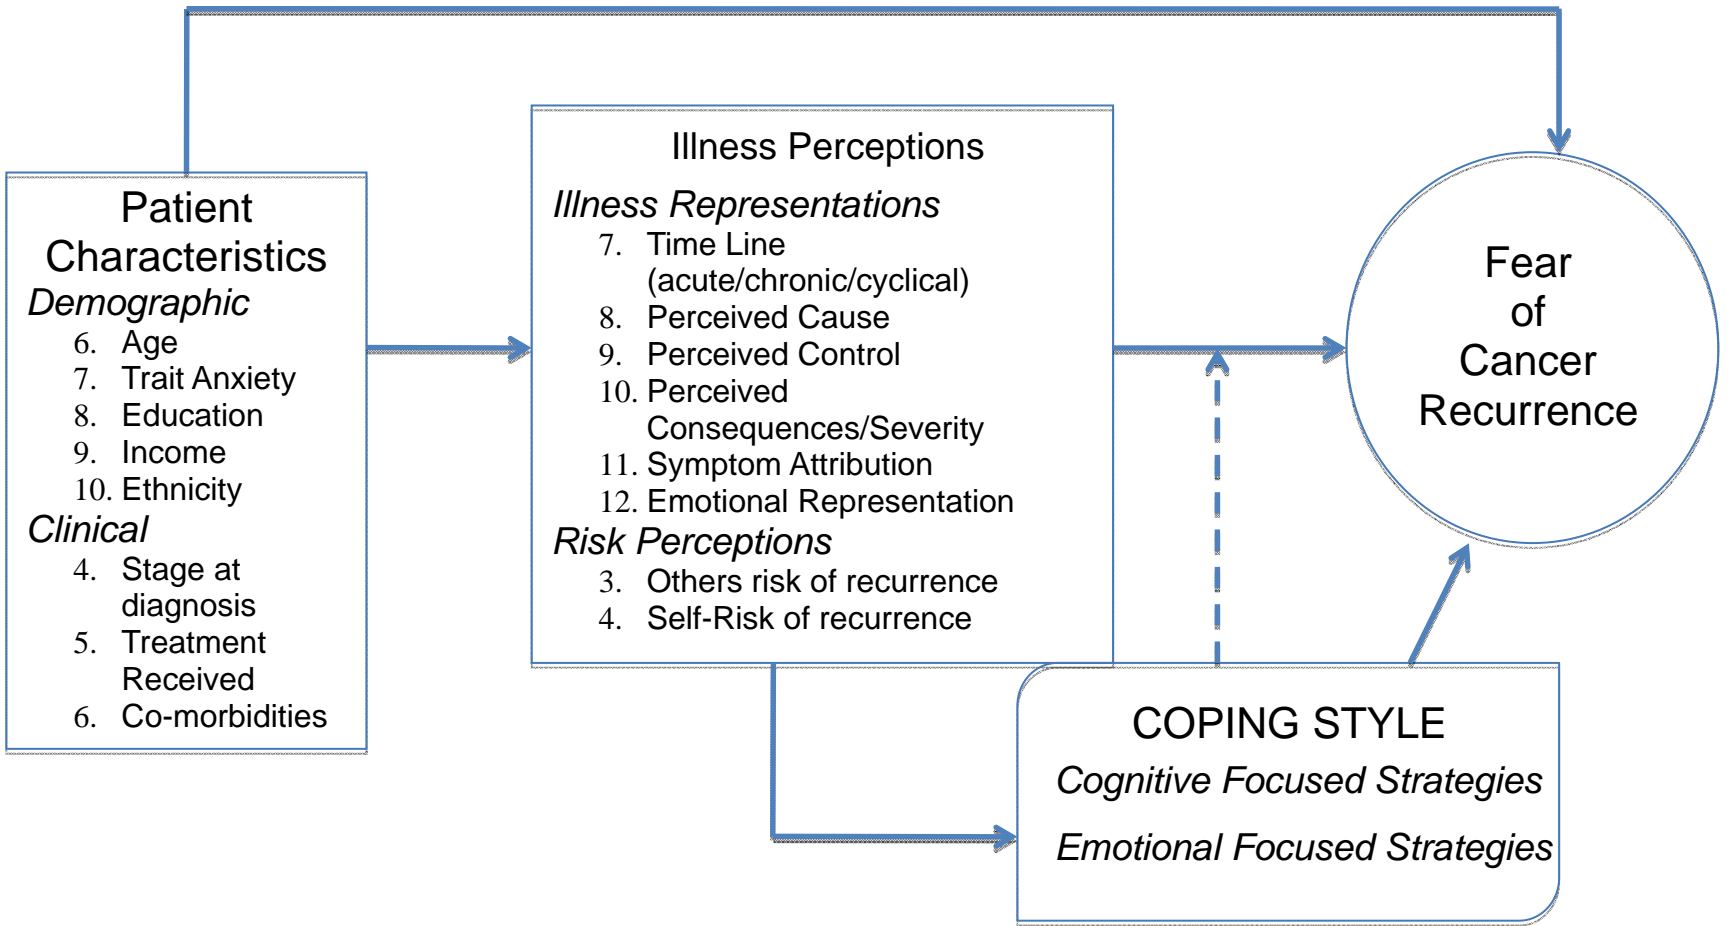 Patient
Characteristics
Demographic
6. Age
7. Trait Anxiety
8. Education
9. Income
10. Ethnicity
Clinical
4. Stage at
diagnosis
5. Treatment
Received
6. Co-morbidities
Illness Perceptions
Illness Representations
7. Time Line
(acute/chronic/cyclical)
8. Perceived Cause
9. Perceived Control
10. Perceived
Consequences/Severity
11. Symptom Attribution
12. Emotional Representation
Risk Perceptions
3. Others risk of recurrence
4. Self-Risk of recurrence
Fear
of
Cancer
Recurrence
COPING STYLE
Cognitive Focused Strategies
Emotional Focused Strategies